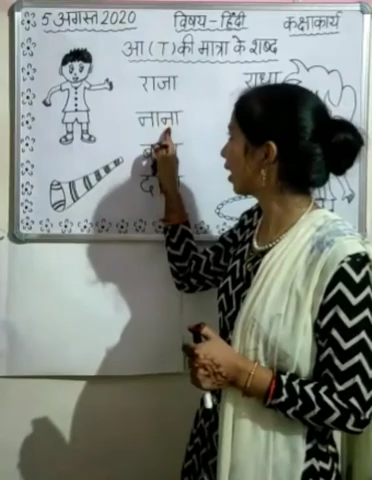 5 अगस्त 2020 विषय - हिंदी कक्षाकार्य
आ ( ा ) की मात्रा के शब्द
राजा राधा
नाना